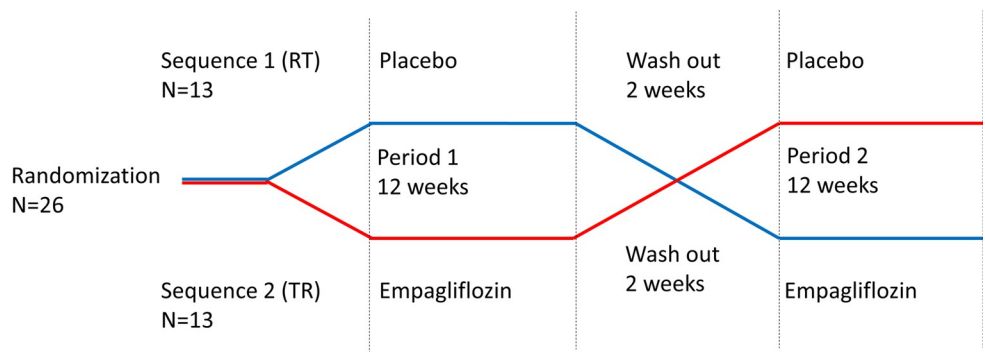 Sequence 1 (RT)
N=13
Placebo
Wash out
2 weeks
Placebo
Randomization
N=26
Period 1
12 weeks
Period 2
12 weeks
Sequence 2 (TR)
N=13
Empagliflozin
Wash out
2 weeks
Empagliflozin